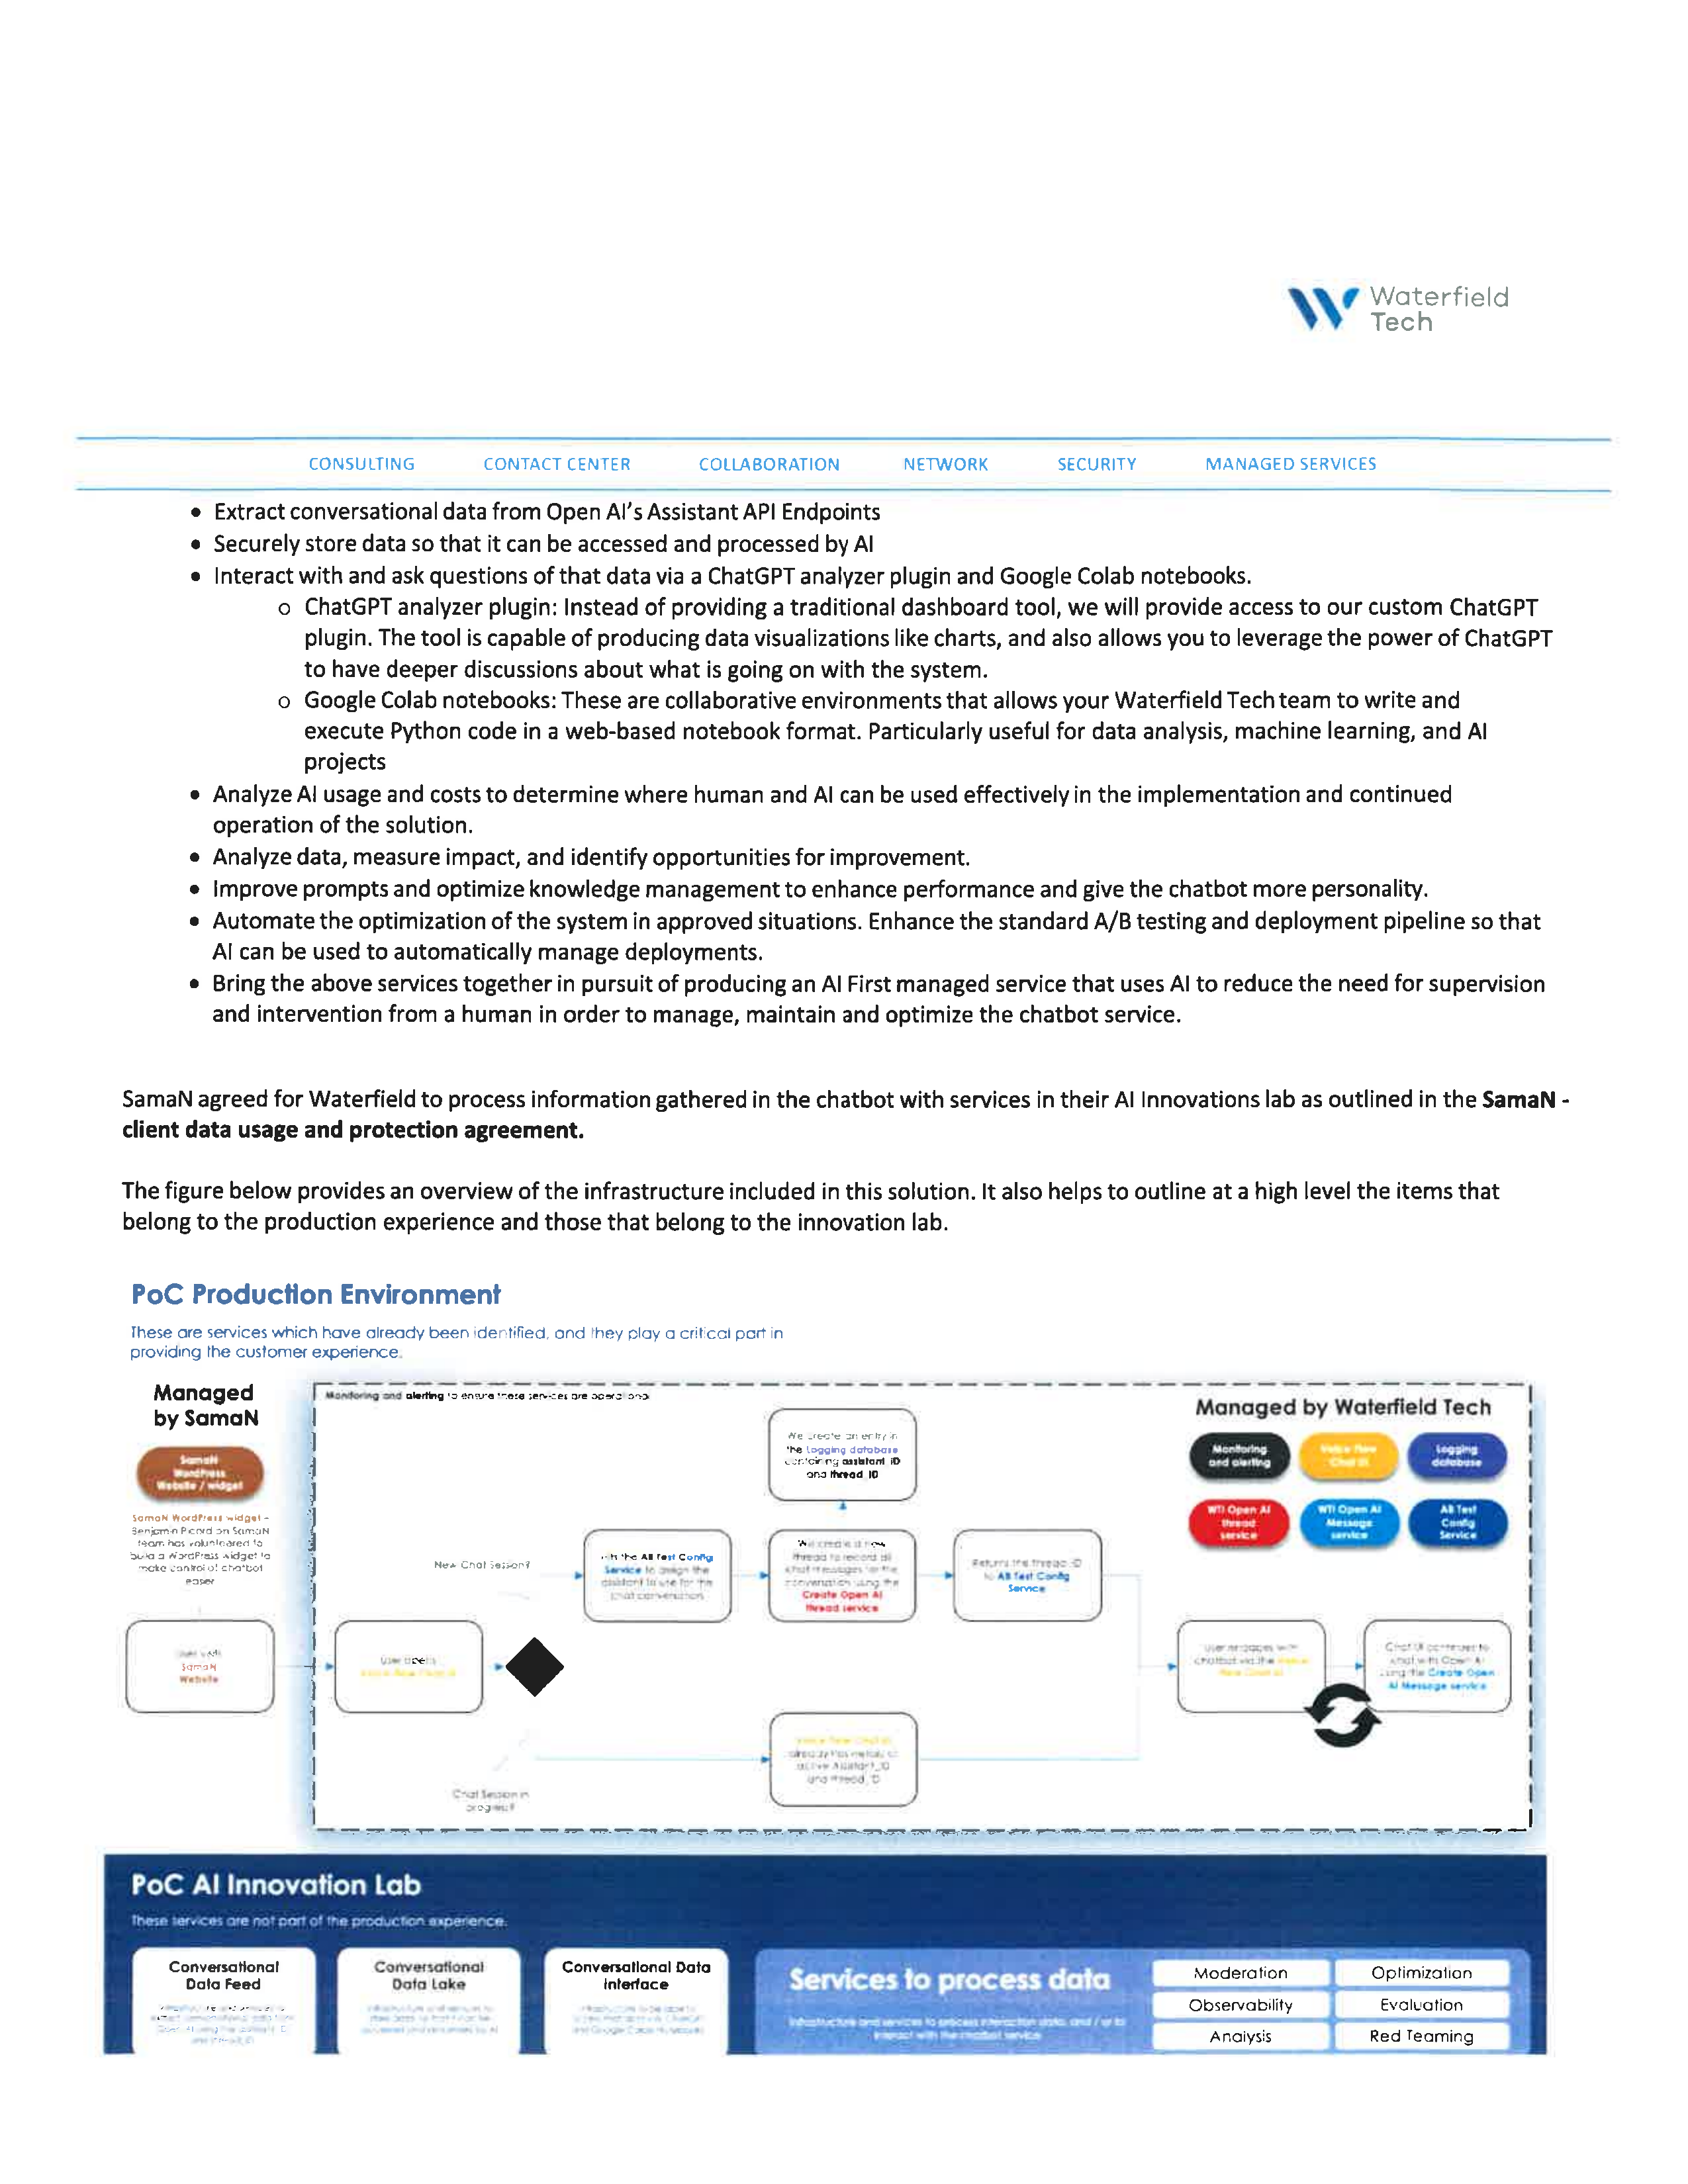 Waterfield
Tech
CONSULTING CONTACT CENTER COLLABORATION NETWORK SECURITY MANAGED SERVICES
• Extract conversational data from Open AI's Assistant API Endpoints
• Securely store data so that it can be accessed and processed by AI
• Interact with and ask questions of that data via a ChatGPT analyzer plugin and Google Colab notebooks.
o ChatGPT analyzer plugin: Instead of providing a traditional dashboard tool, we will provide access to our custom ChatGPT
plugin. The tool is capable of producing data visualizations like charts, and also allows you to leverage the power of ChatGPT
to have deeper discussions about what is going on with the system.
o Google Colab notebooks: These are collaborative environments that allows your Waterfield Tech team to write and
execute Python code in a web-based notebook format. Particularly useful for data analysis, machine learning, and AI
projects
• Analyze AI usage and costs to determine where human and AI can be used effectively in the implementation and continued
operation of the solution.
• Analyze data, measure impact, and identify opportunities for improvement.
• Improve prompts and optimize knowledge management to enhance performance and give the chatbot more personality.
• Automate the optimization of the system in approved situations. Enhance the standard A/B testing and deployment pipeline so that
AI can be used to automatically manage deployments.
• Bring the above services together in pursuit of producing an AI First managed service that uses AI to reduce the need for supervision
and intervention from a human in order to manage, maintain and optimize the chatbot service.
SamaN agreed for Waterfield to process information gathered in the chatbot with services in their AI Innovations lab as outlined in the SamaN -
client data usage and protection agreement.
The figure below provides an overview of the infrastructure included in this solution. It also helps to outline at a high level the items that
belong to the production experience and those that belong to the innovation lab.
PoC Production Environment
These are services which have already been identified, and they play a critical part in
providing the customer experience.
Managed
by SamaN
SamaN
WordPress
Website / widget
SamaN WordPress widget -
Benjamin Picard on SamaN
team has volunteered to
build a WordPress widget to
make control of chatbot
easier
SamaN
Website
Monitoring and alerting to ensure these services are operational
Managed by Waterfield Tech
Monitoring
and alerting
Voice Flow
Chat UI
Logging
database
WTI Open AI
thread
service
WTI Open AI
Message
service
AB Test
Config
Service
We create an entry in
the Logging database
containing assistant_ID
and thread_ID
New Chat Session?
the AB Test Config
Service to assign the
assistant to use for the
chat conversation
We create a new
thread to record all
chat messages for the
conversation using the
Create Open AI
thread service
Returns the thread_ID
to AB Test Config
Service
User opens
User engages with
chatbot via the
Chat UI continues to
chat with Open AI
using the Create Open
AI Message service
already has
active Assistant_ID
and thread_ID
Chat Session in
progress?
PoC AI Innovation Lab
These services are not part of the production experience.
Conversational
Data Feed
Conversational
Data Lake
Conversational Data
Interface
Services to process data
Infrastructure and services to process interaction data, and / or to
interact with the chatbot service
Moderation
Optimization
Observability
Evaluation
Analysis
Red Teaming